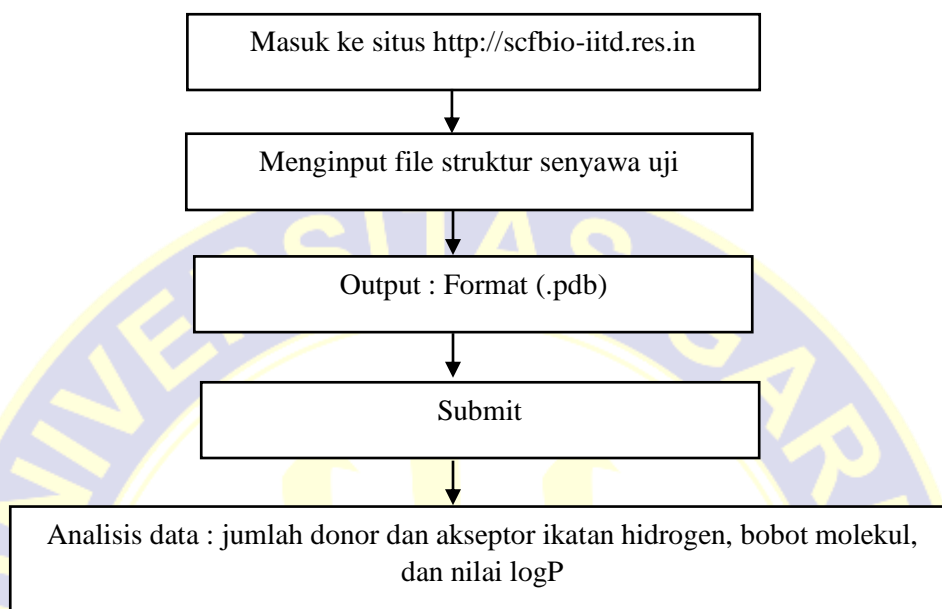 Masuk ke situs http://scfbio-iitd.res.in
Menginput file struktur senyawa uji
Output : Format (.pdb)
Submit
Analisis data : jumlah donor dan akseptor ikatan hidrogen, bobot molekul,
dan nilai logP